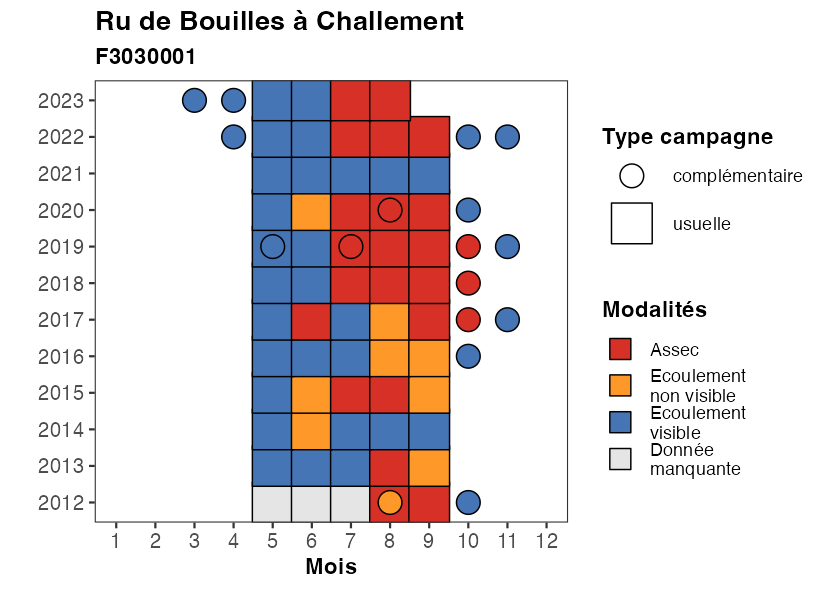 Ru de Bouilles à Challement
F3030001
2023
2022
2021
2020
2019
2018
2017
2016
2015
2014
2013
2012
1 2 3 4 5 6 7 8 9 10 11 12
Mois
Type campagne
complémentaire
usuelle
Modalités
Assec
Ecoulement
non visible
Ecoulement
visible
Donnée
manquante